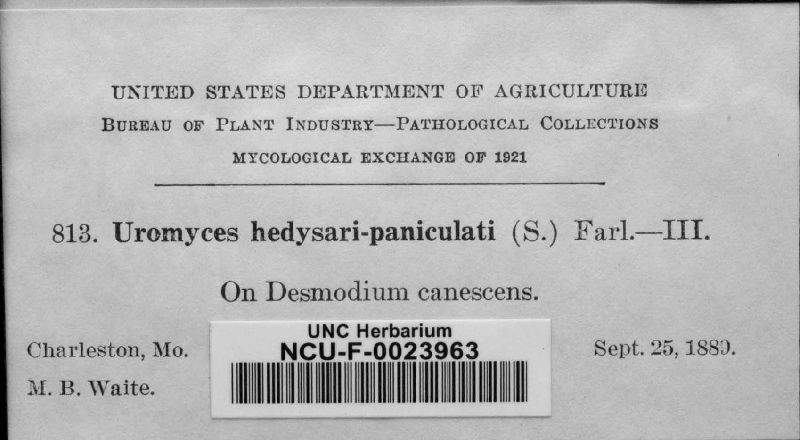 UNITED STATES DEPARTMENT OF AGRICULTURE
BUREAU OF PLANT INDUSTRY—PATHOLOGICAL COLLECTIONS
MYCOLOGICAL EXCHANGE OF 1921
813. Uromyces hedysari-paniculati (S.) Farl.—III.
On Desmodium canescens.
Charleston, Mo.
Sept. 25, 1889.
M. B. Waite.
UNC Herbarium
NCU-F-0023963